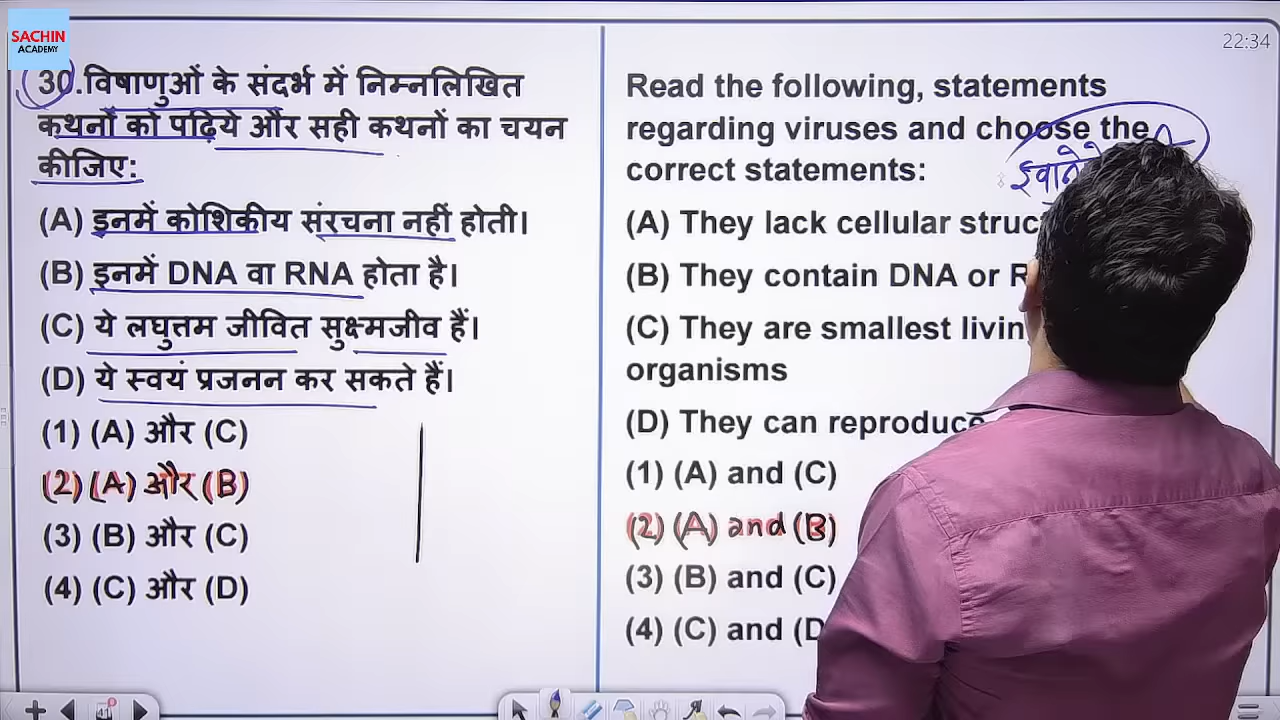 SACHIN
ACADEMY
22:34
30.विषाणुओं के संदर्भ में निम्नलिखित
कथनों को पढ़िये और सही कथनों का चयन
कीजिए:
(A) इनमें कोशिकीय संरचना नहीं होती।
(B) इनमें DNA वा RNA होता है।
(C) ये लघुत्तम जीवित सुक्ष्मजीव हैं।
(D) ये स्वयं प्रजनन कर सकते हैं।
(1) (A) और (C)
(2) (A) और (B)
(3) (B) और (C)
(4) (C) और (D)
Read the following, statements
regarding viruses and choose the
correct statements:
(A) They lack cellular
(B) They contain DNA or
(C) They are smallest
organisms
(D) They can reproduce
(1) (A) and (C)
(2) (A) and (B)
(3) (B) and (C)
(4) (C) and